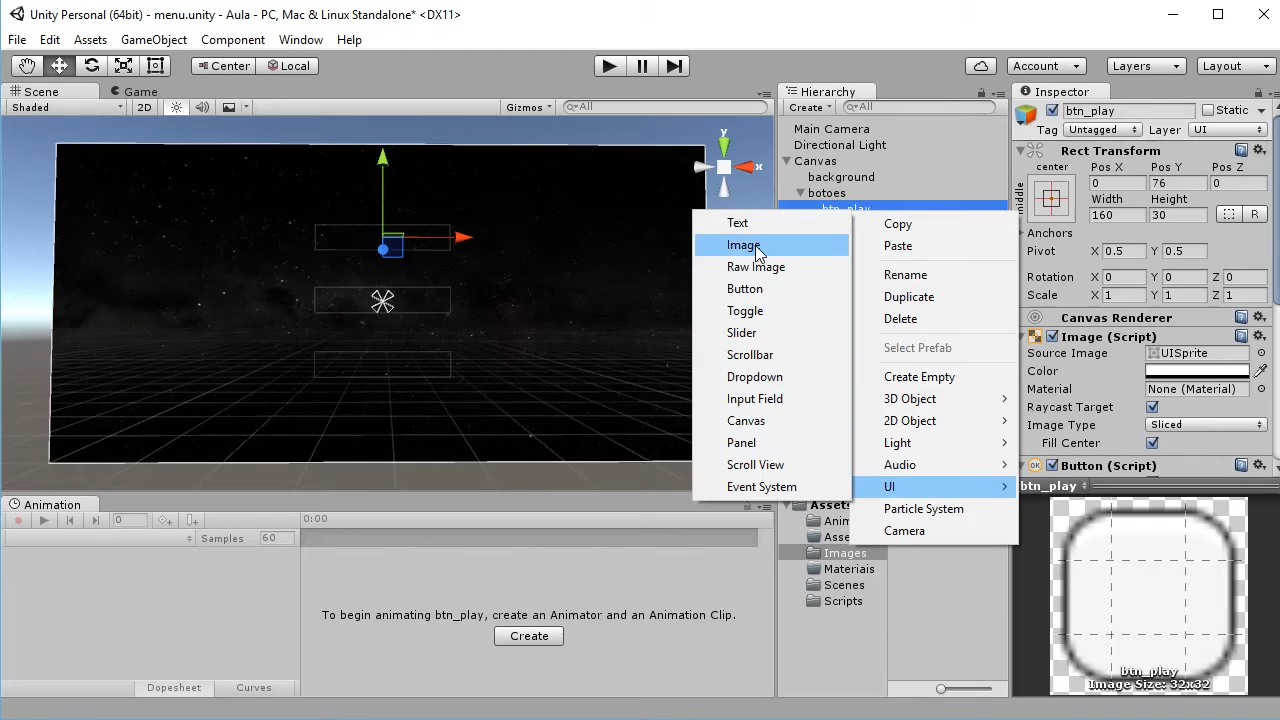 Unity Personal (64bit) - menu.unity - Aula - PC, Mac & Linux Standalone* <DX11>
File Edit Assets GameObject Component Window Help
Center Local Account Layers Layout
Scene Game Hierarchy Inspector
Shaded 2D Gizmos All Create All btn_play Static
Tag Untagged Layer UI
Main Camera
Directional Light
Canvas
background
botoes
btn_play
Rect Transform
center Pos X Pos Y Pos Z
middle 0 76 0
Width Height
160 30 R
Anchors
Pivot X 0.5 Y 0.5
Rotation X 0 Y 0 Z 0
Scale X 1 Y 1 Z 1
Canvas Renderer
Image (Script)
Source Image UISprite
Color
Material None (Material)
Raycast Target
Image Type Sliced
Fill Center
Button (Script)
y
x
Text
Image
Raw Image
Button
Toggle
Slider
Scrollbar
Dropdown
Input Field
Canvas
Panel
Scroll View
Event System
Copy
Paste
Rename
Duplicate
Delete
Select Prefab
Create Empty
3D Object
2D Object
Light
Audio
UI
Particle System
Camera
Animation
0 0:00
Samples 60
To begin animating btn_play, create an Animator and an Animation Clip.
Create
Dopesheet Curves
Assets
Anim
Asse
Images
Materiais
Scenes
Scripts
btn_play
OK
btn_play
Image Size: 32x32